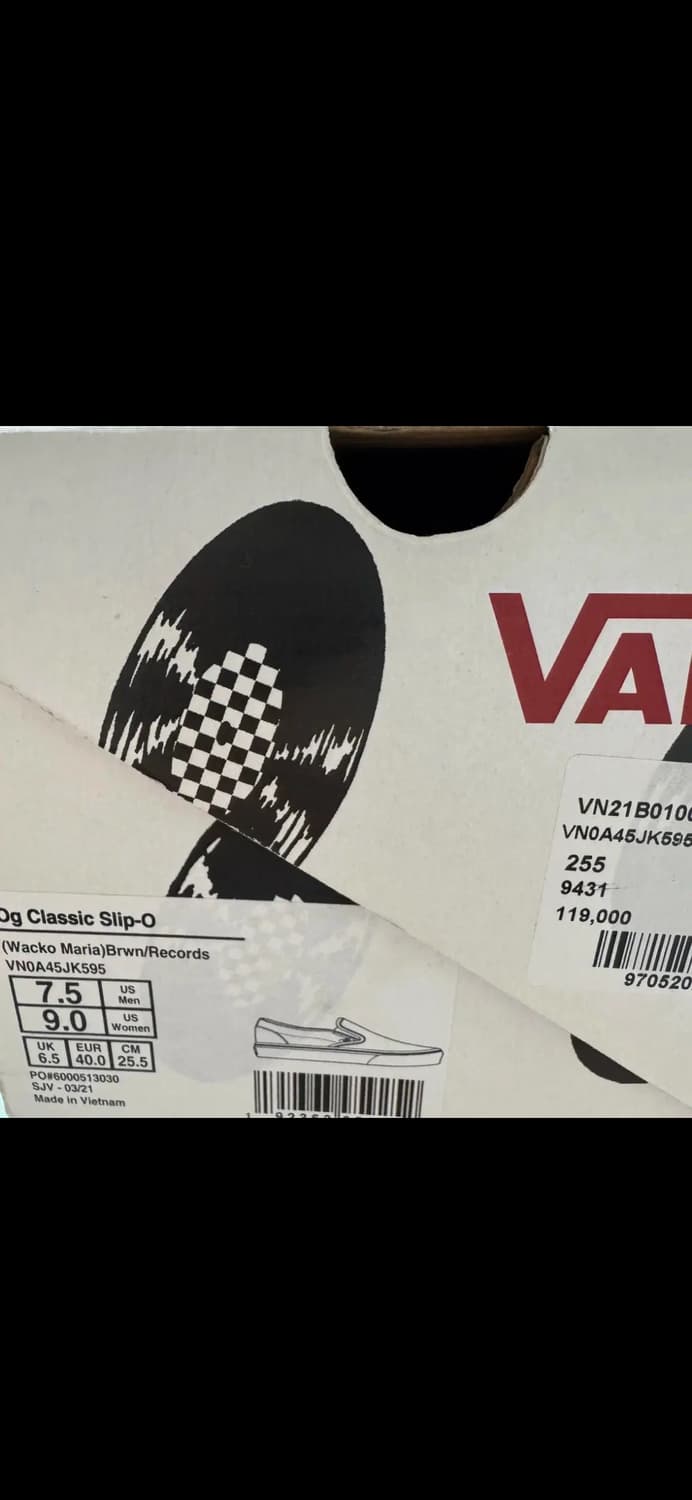 VA
VN21B010
VN0A45JK595
255
9431
119,000
970520
Og Classic Slip-O
(Wacko Maria)Brwn/Records
VN0A45JK595
7.5 US Men
9.0 US Women
UK 6.5 EUR 40.0 CM 25.5
PO#6000513030
SJV - 03/21
Made in Vietnam